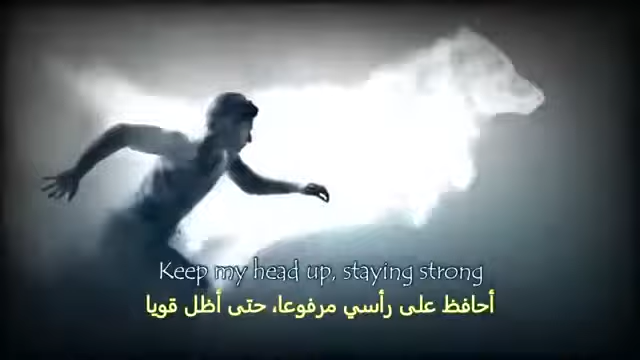 Keep my head up, staying strong
أحافظ على رأسي مرفوعا، حتى أظل قويا